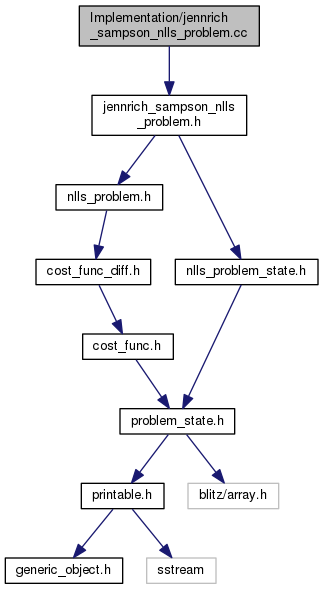 Implementation/jennrich
_sampson_nlls_problem.cc
jennrich_sampson_nlls
_problem.h
nlls_problem.h
cost_func_diff.h
nlls_problem_state.h
cost_func.h
problem_state.h
printable.h
blitz/array.h
generic_object.h
sstream